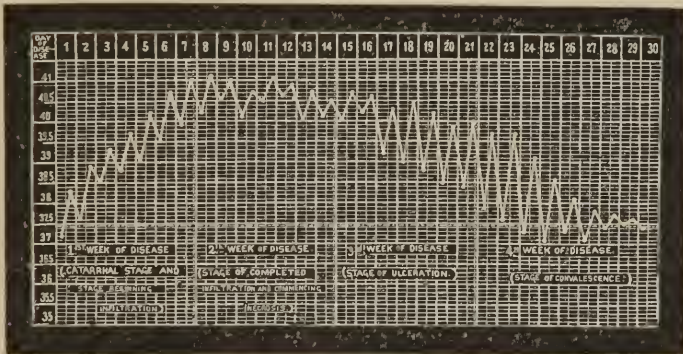 DAY OF DISE- ASE 1 2 3 4 5 6 7 8 9 10 11 12 13 14 15 16 17 18 19 20 21 22 23 24 25 26 27 28 29 30
41
40.5
40
39.5
39
38.5
38
37.5
37
36.5
36
35.5
35
1ST WEEK OF DISEASE
(CATARRHAL STAGE AND
STAGE BEGINNING
INFILTRATION)
2ND WEEK OF DISEASE.
(STAGE OF COMPLETED
INFILTRATION AND COMMENCING
NECROSIS.)
3RD WEEK OF DISEASE
(STAGE OF ULCERATION.)
4TH WEEK OF DISEASE.
(STAGE OF CONVALESCENCE.)